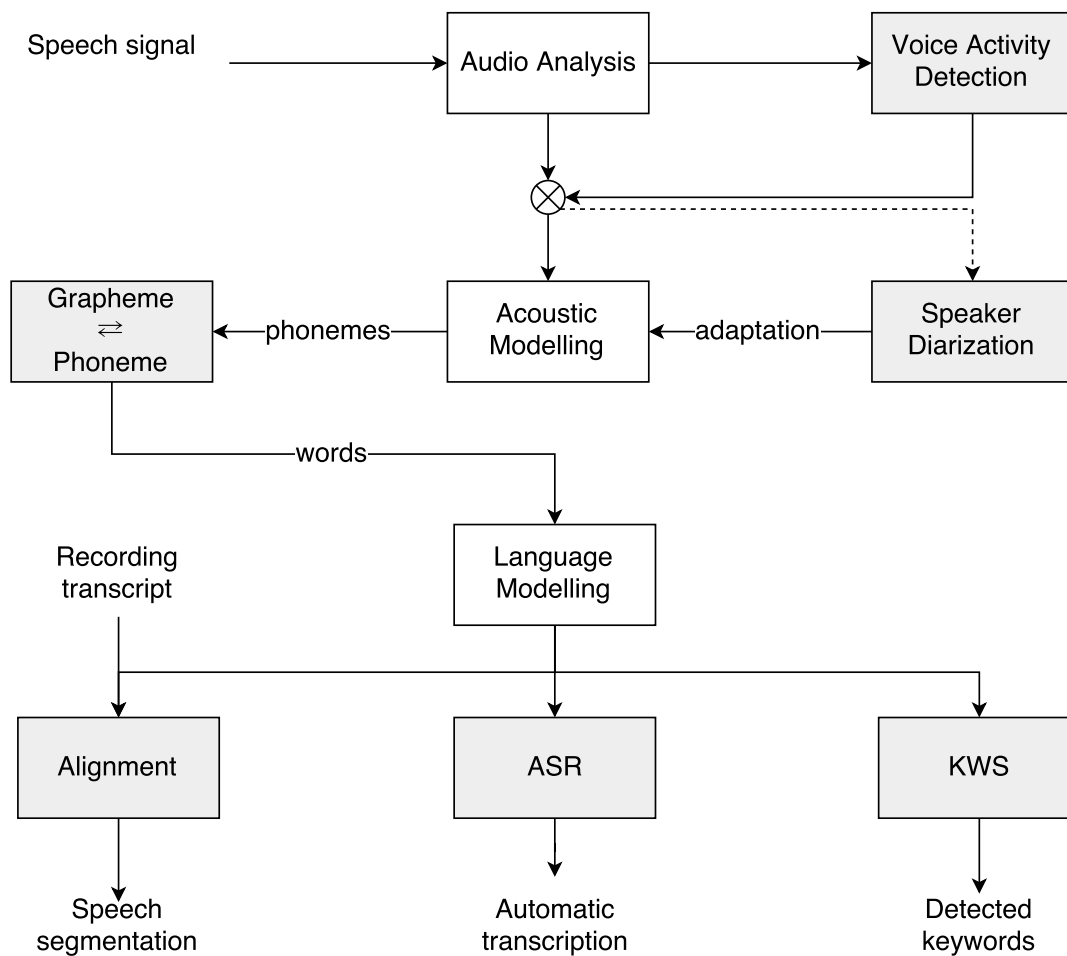 Speech signal
Audio Analysis
Voice Activity
Detection
Grapheme
⇄
Phoneme
phonemes
Acoustic
Modelling
adaptation
Speaker
Diarization
words
Recording
transcript
Language
Modelling
Alignment
ASR
KWS
Speech
segmentation
Automatic
transcription
Detected
keywords